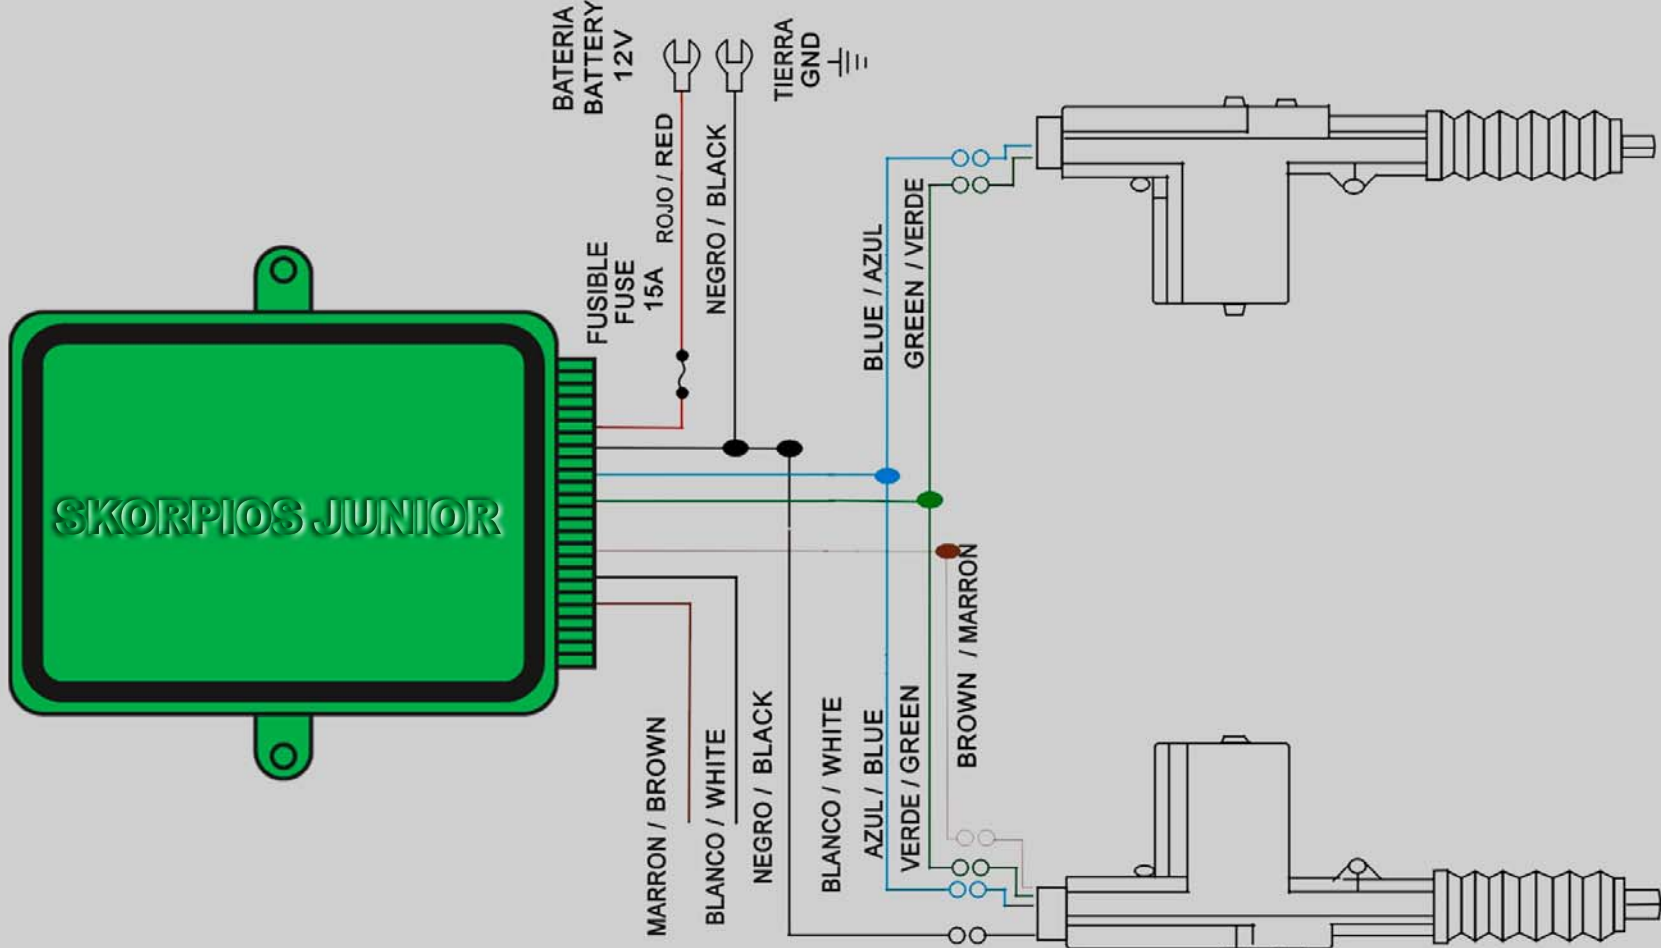 BATERIA
BATTERY
12V
TIERRA
GND
ROJO / RED
NEGRO / BLACK
FUSIBLE
FUSE
15A
BLUE / AZUL
GREEN / VERDE
SKORPIOS JUNIOR
MARRON / BROWN
BLANCO / WHITE
NEGRO / BLACK
BLANCO / WHITE
AZUL / BLUE
VERDE / GREEN
BROWN / MARRON